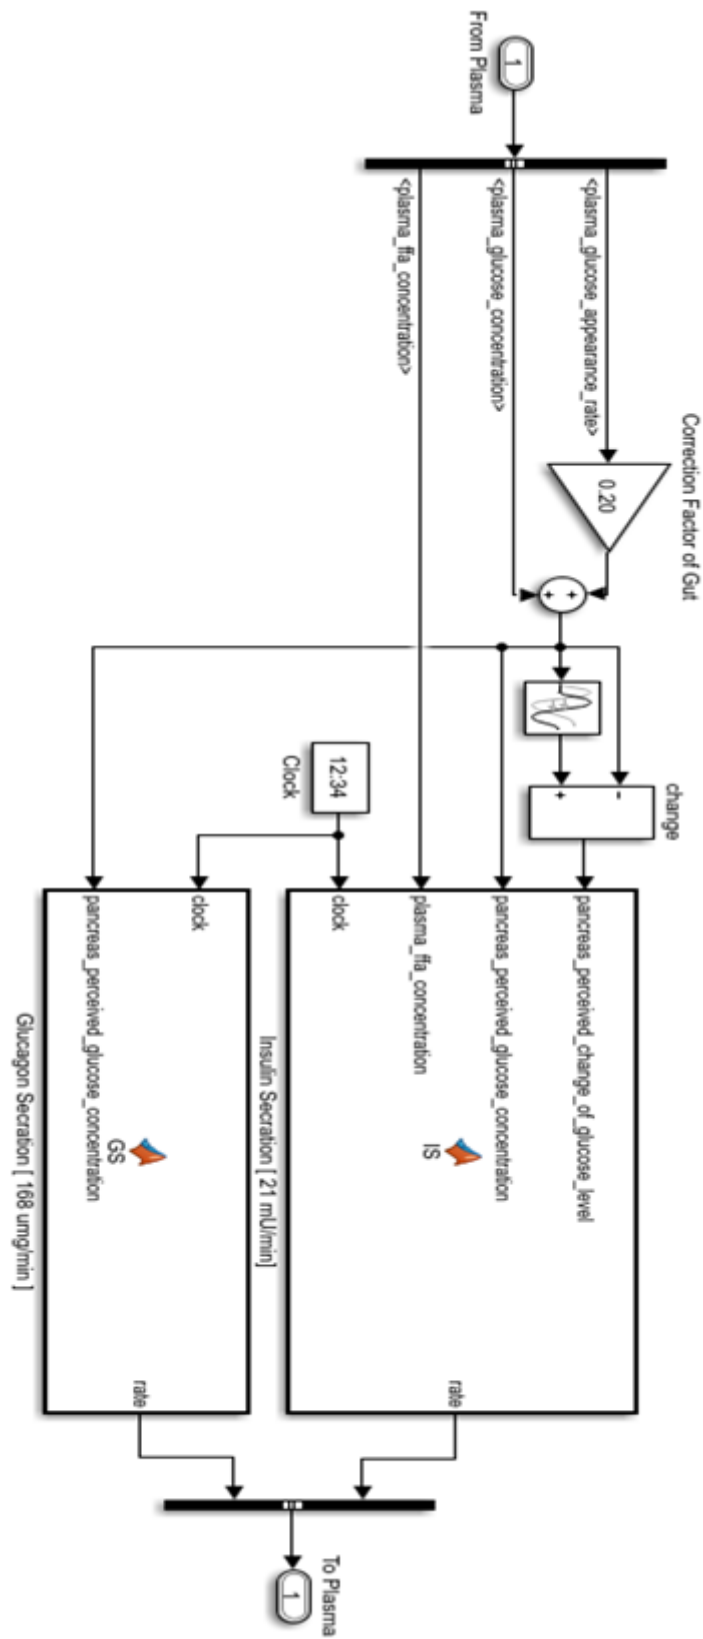 1
From Plasma
<plasma_glucose_appearance_rate>
<plasma_glucose_concentration>
<plasma_ffa_concentration>
Correction Factor of Gut
0.20
+
+
change
-
+
12:34
Clock
pancreas_perceived_change_of_glucose_level
pancreas_perceived_glucose_concentration
plasma_ffa_concentration
clock
IS
rate
Insulin Secration [ 21 mU/min]
clock
pancreas_perceived_glucose_concentration
GS
rate
Glucagon Secration [ 168 umg/min ]
To Plasma
1